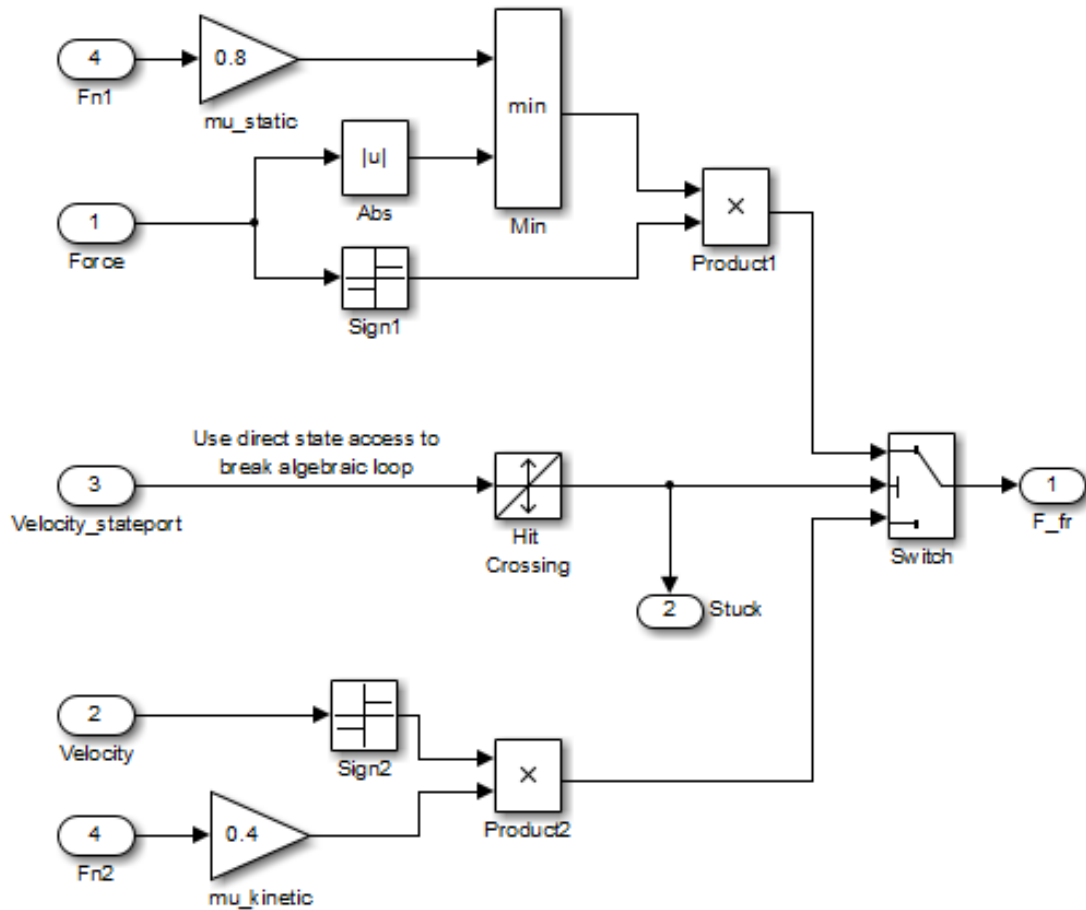 4
Fn1
0.8
mu_static
min
Min
|u|
Abs
1
Force
Sign1
×
Product1
Use direct state access to
break algebraic loop
3
Velocity_stateport
Hit
Crossing
2
Stuck
Switch
1
F_fr
2
Velocity
Sign2
×
Product2
4
Fn2
0.4
mu_kinetic